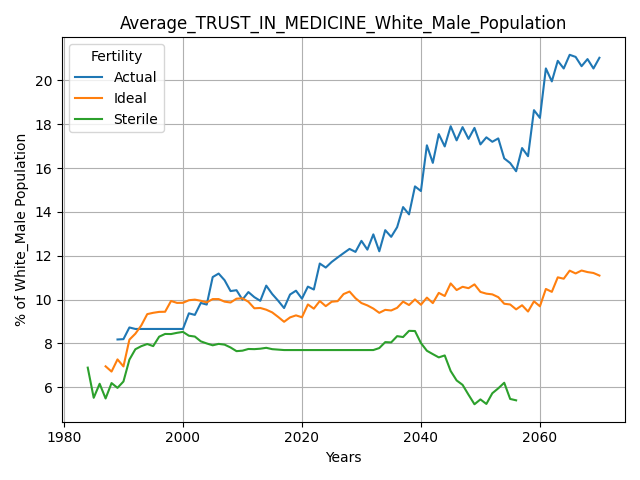 Average_TRUST_IN_MEDICINE_White_Male_Population
Fertility
Actual
Ideal
Sterile
% of White_Male Population
20
18
16
14
12
10
8
6
1980
2000
2020
2040
2060
Years